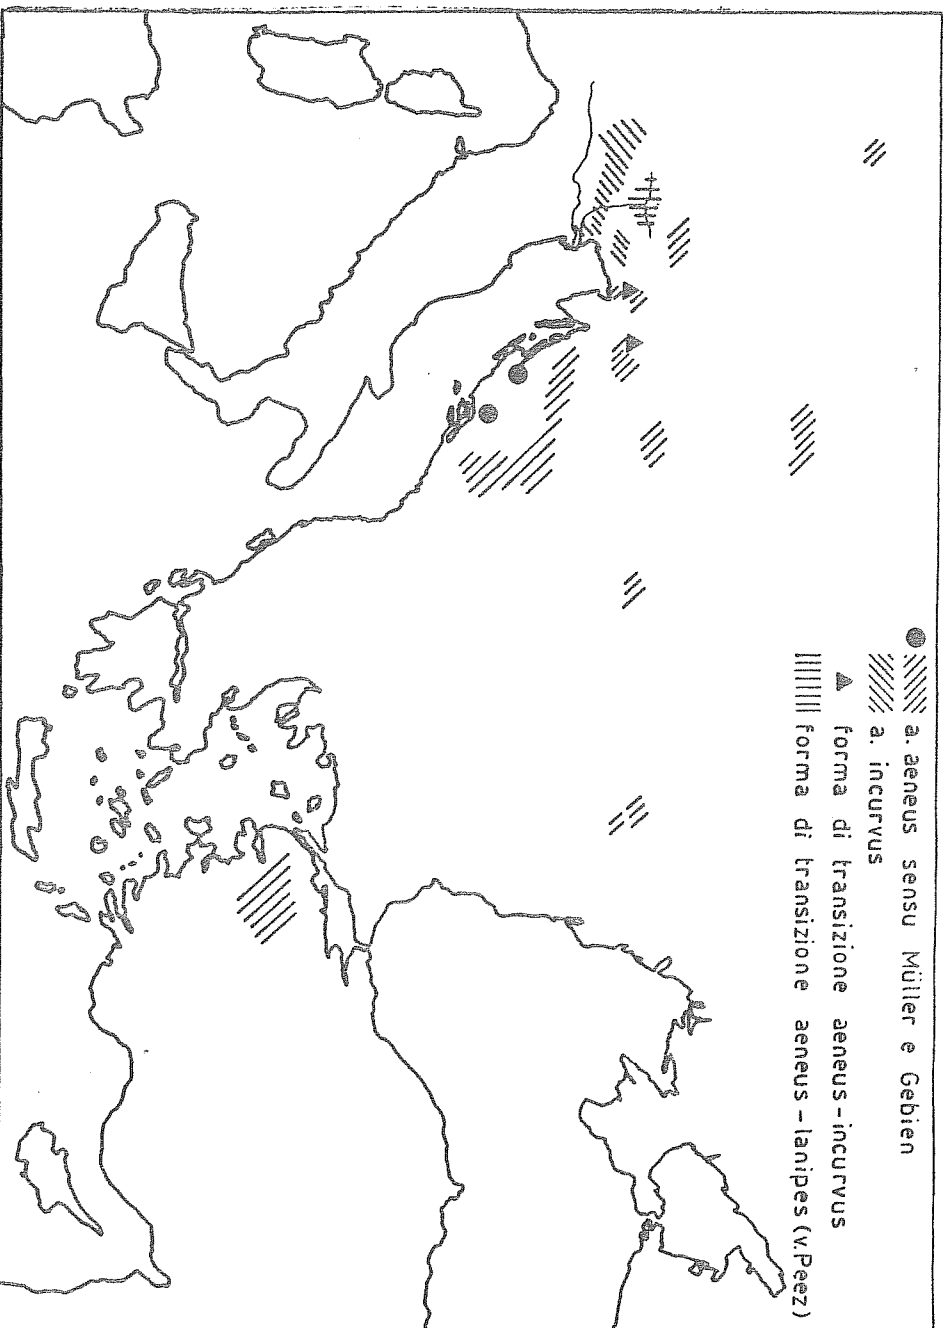 a. aeneus sensu Müller e Gebien
a. incurvus
forma di transizione aeneus-incurvus
forma di transizione aeneus-lanipes (v.Peez)